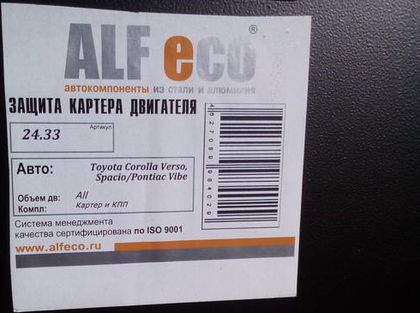 ALF eco®
автокомпоненты из стали и алюминия
ЗАЩИТА КАРТЕРА ДВИГАТЕЛЯ
Артикул
24.33
Авто: Toyota Corolla Verso,
Spacio/Pontiac Vibe
Объем дв: All
Компл: Картер и КПП
Система менеджмента
качества сертифицирована по ISO 9001
www.alfeco.ru